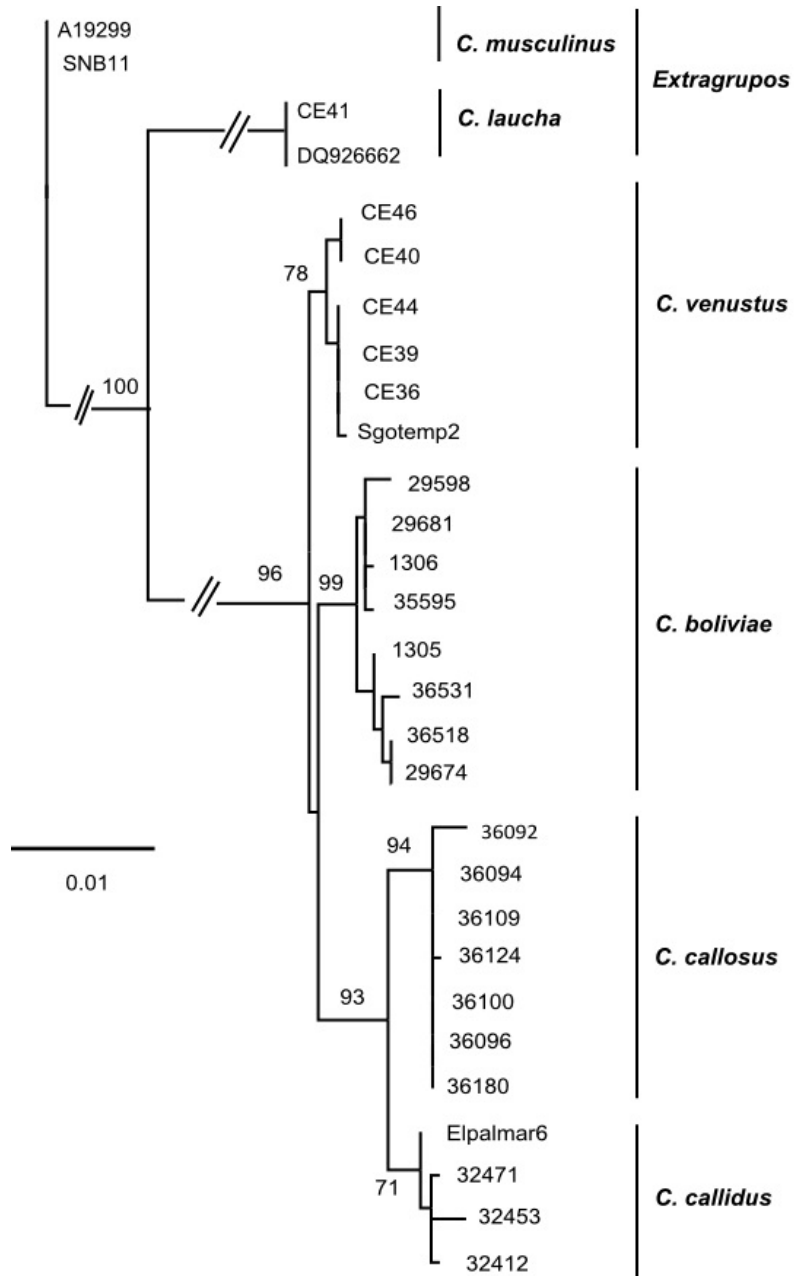 A19299
SNB11
C. musculinus
Extragrupos
CE41
DQ926662
C. laucha
CE46
CE40
78
CE44
CE39
CE36
Sgotemp2
C. venustus
100
29598
29681
1306
35595
96
99
1305
36531
36518
29674
C. boliviae
0.01
36092
94
36094
36109
36124
36100
36096
36180
C. callosus
93
Elpalmar6
32471
71
32453
32412
C. callidus